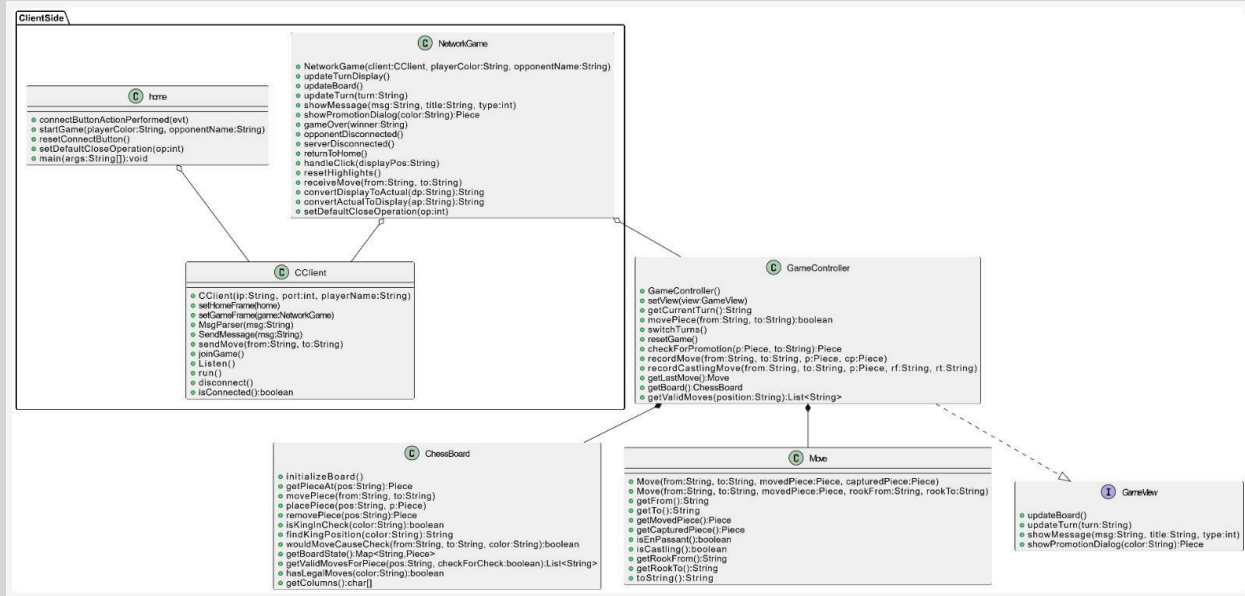 ClientSide
C NetworkGame
NetworkGame(client:CClient, playerColor:String, opponentName:String)
updateTurnDisplay()
updateBoard()
updateTurn(turn:String)
showMessage(msg:String, title:String, type:int)
showPromotionDialog(color:String):Piece
gameOver(winner:String)
opponentDisconnected()
serverDisconnected()
returnToHome()
handleClick(displayPos:String)
resetHighlights()
receiveMove(from:String, to:String)
convertDisplayToActual(dp:String):String
convertActualToDisplay(ap:String):String
setDefaultCloseOperation(op:int)
C home
connectButtonActionPerformed(evt)
startGame(playerColor:String, opponentName:String)
resetConnectButton()
setDefaultCloseOperation(op:int)
main(args:String[]):void
C CClient
CClient(ip:String, port:int, playerName:String)
setHomeFrame(home)
setGameFrame(game:NetworkGame)
MsgParser(msg:String)
SendMessage(msg:String)
sendMove(from:String, to:String)
joinGame()
Listen()
run()
disconnect()
isConnected():boolean
C GameController
GameController()
setView(view:GameView)
getCurrentTurn():String
movePiece(from:String, to:String):boolean
switchTurns()
resetGame()
checkForPromotion(p:Piece, to:String):Piece
recordMove(from:String, to:String, p:Piece, cp:Piece)
recordCastlingMove(from:String, to:String, p:Piece, rf:String, rt:String)
getLastMove():Move
getBoard():ChessBoard
getValidMoves(position:String):List<String>
C ChessBoard
initializeBoard()
getPieceAt(pos:String):Piece
movePiece(from:String, to:String)
placePiece(pos:String, p:Piece)
removePiece(pos:String):Piece
isKingInCheck(color:String):boolean
findKingPosition(color:String):String
wouldMoveCauseCheck(from:String, to:String, color:String):boolean
getBoardState():Map<String,Piece>
getValidMovesForPiece(pos:String, checkForCheck:boolean):List<String>
hasLegalMoves(color:String):boolean
getColumns():char[]
C Move
Move(from:String, to:String, movedPiece:Piece, capturedPiece:Piece)
Move(from:String, to:String, movedPiece:Piece, rookFrom:String, rookTo:String)
getFrom():String
getTo():String
getMovedPiece():Piece
getCapturedPiece():Piece
isEnPassant():boolean
isCastling():boolean
getRookFrom():String
getRookTo():String
toString():String
I GameView
updateBoard()
updateTurn(turn:String)
showMessage(msg:String, title:String, type:int)
showPromotionDialog(color:String):Piece